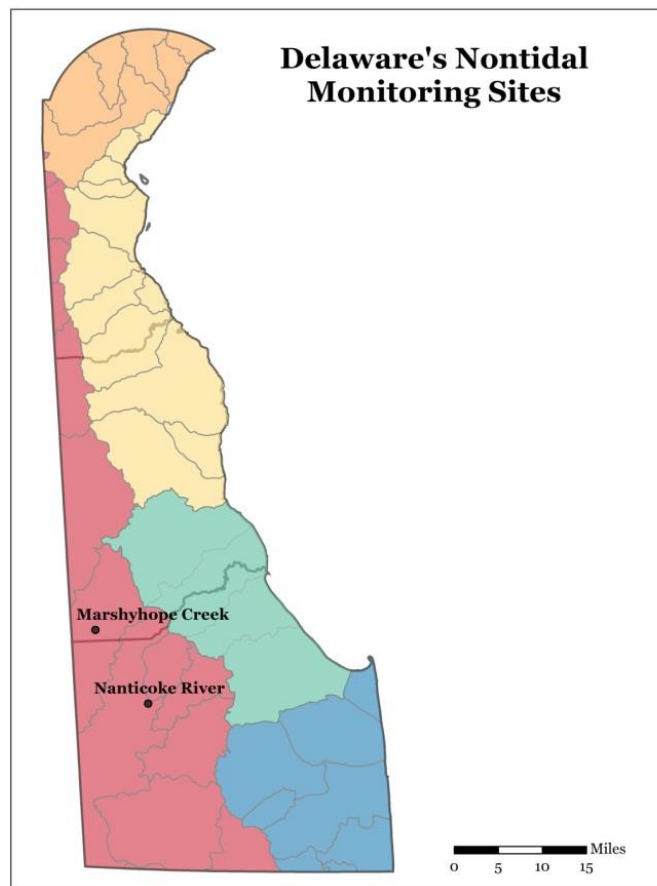 Delaware's Nontidal
Monitoring Sites
Marshyhope Creek
Nanticoke River
Miles
0 5 10 15